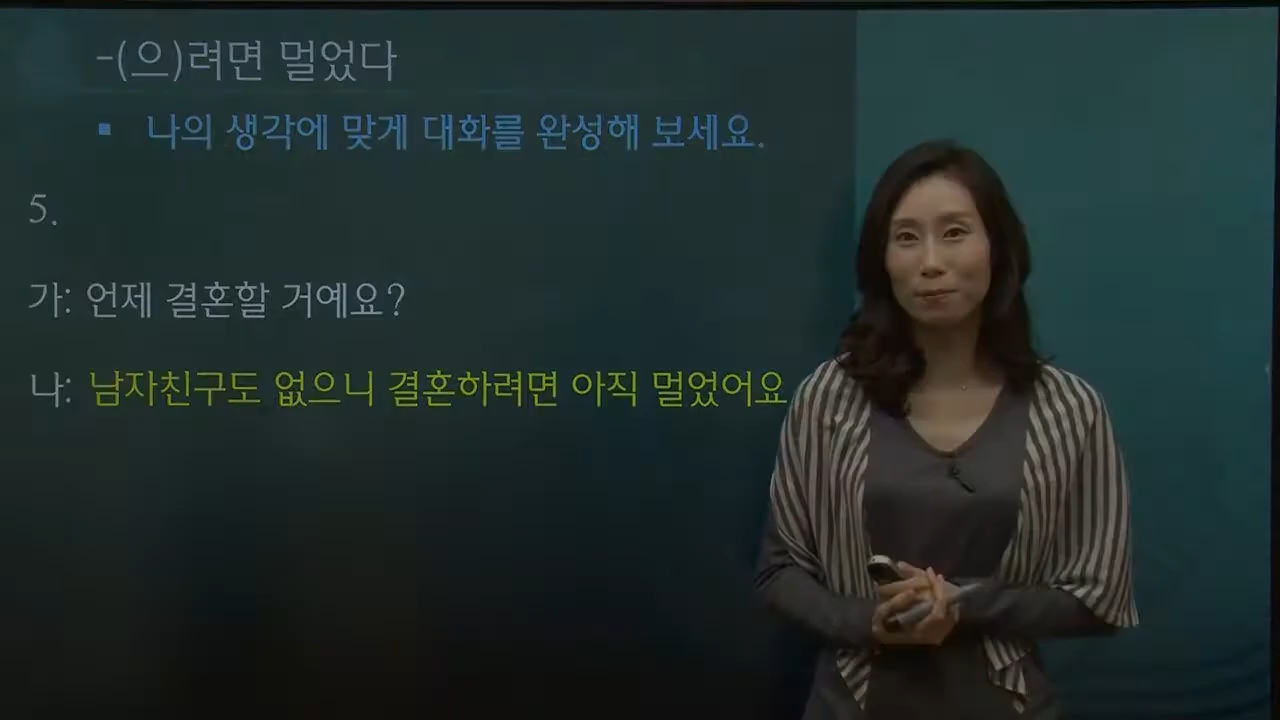 -(으)려면 멀었다
▪ 나의 생각에 맞게 대화를 완성해 보세요.
5.
가: 언제 결혼할 거예요?
나: 남자친구도 없으니 결혼하려면 아직 멀었어요